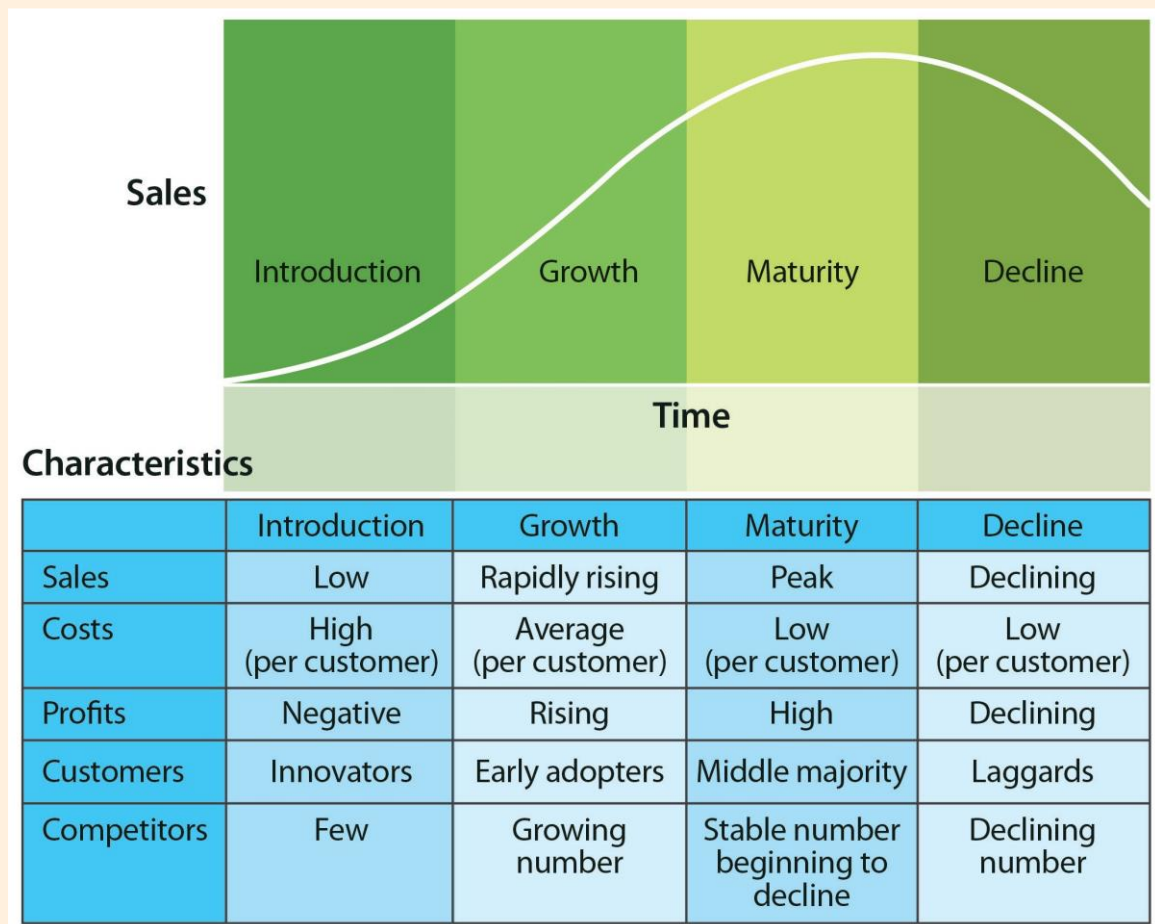 Sales
Introduction Growth Maturity Decline
Time
Characteristics
Introduction Growth Maturity Decline
Sales Low Rapidly rising Peak Declining
Costs High (per customer) Average (per customer) Low (per customer) Low (per customer)
Profits Negative Rising High Declining
Customers Innovators Early adopters Middle majority Laggards
Competitors Few Growing number Stable number beginning to decline Declining number